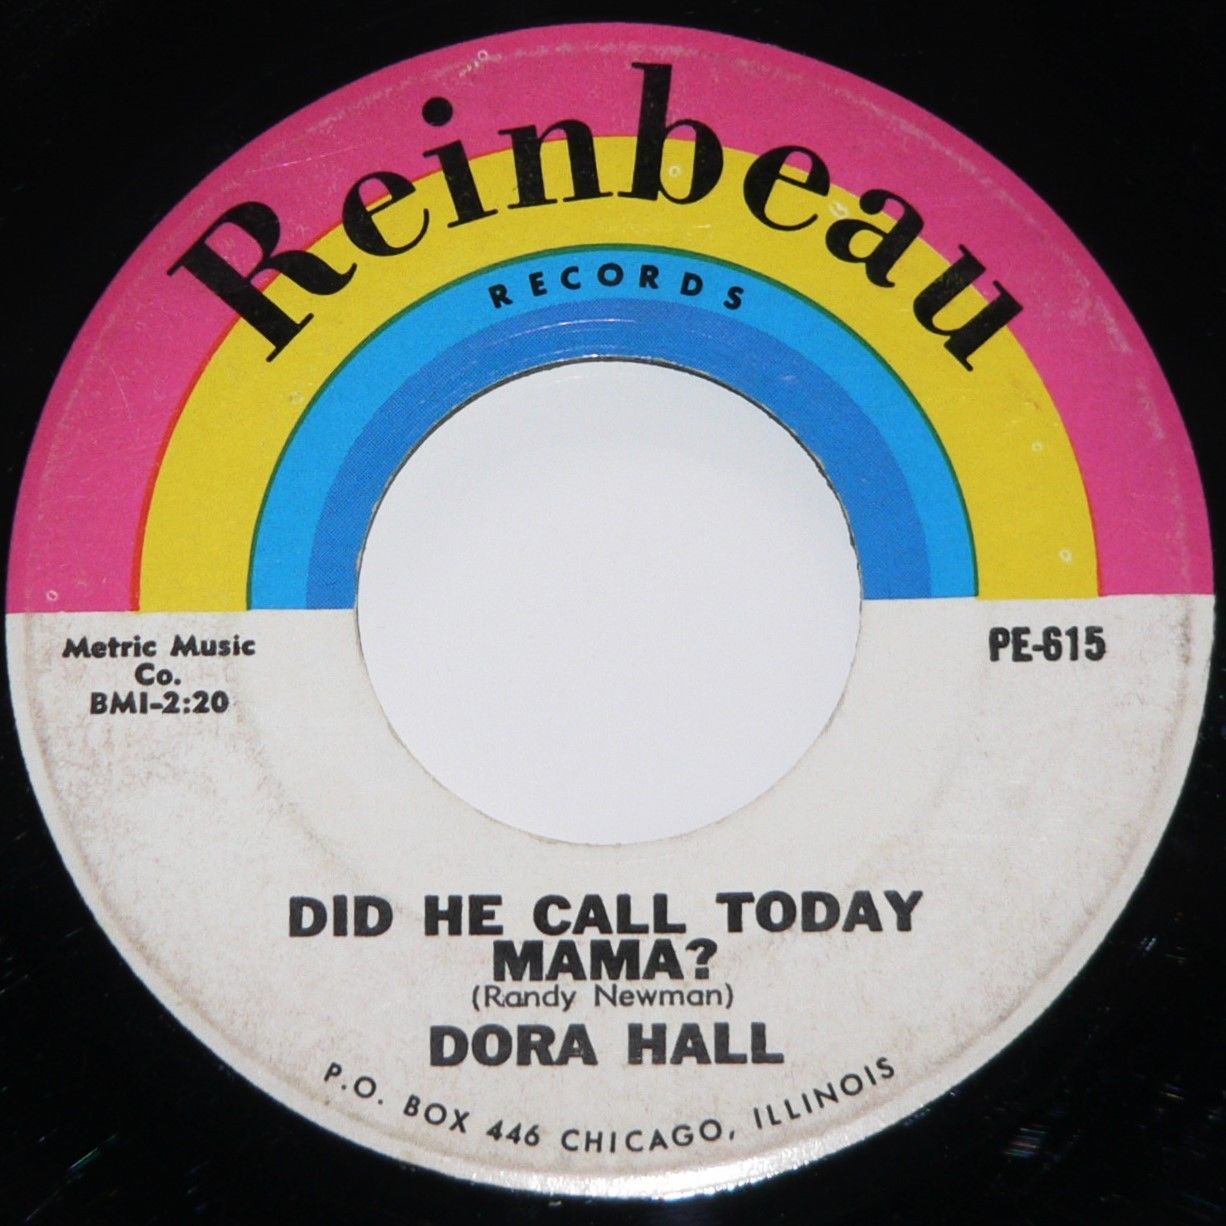 Reinbeau
RECORDS
Metric Music
Co.
BMI-2:20
PE-615
DID HE CALL TODAY
MAMA?
(Randy Newman)
DORA HALL
P.O. BOX 446 CHICAGO, ILLINOIS